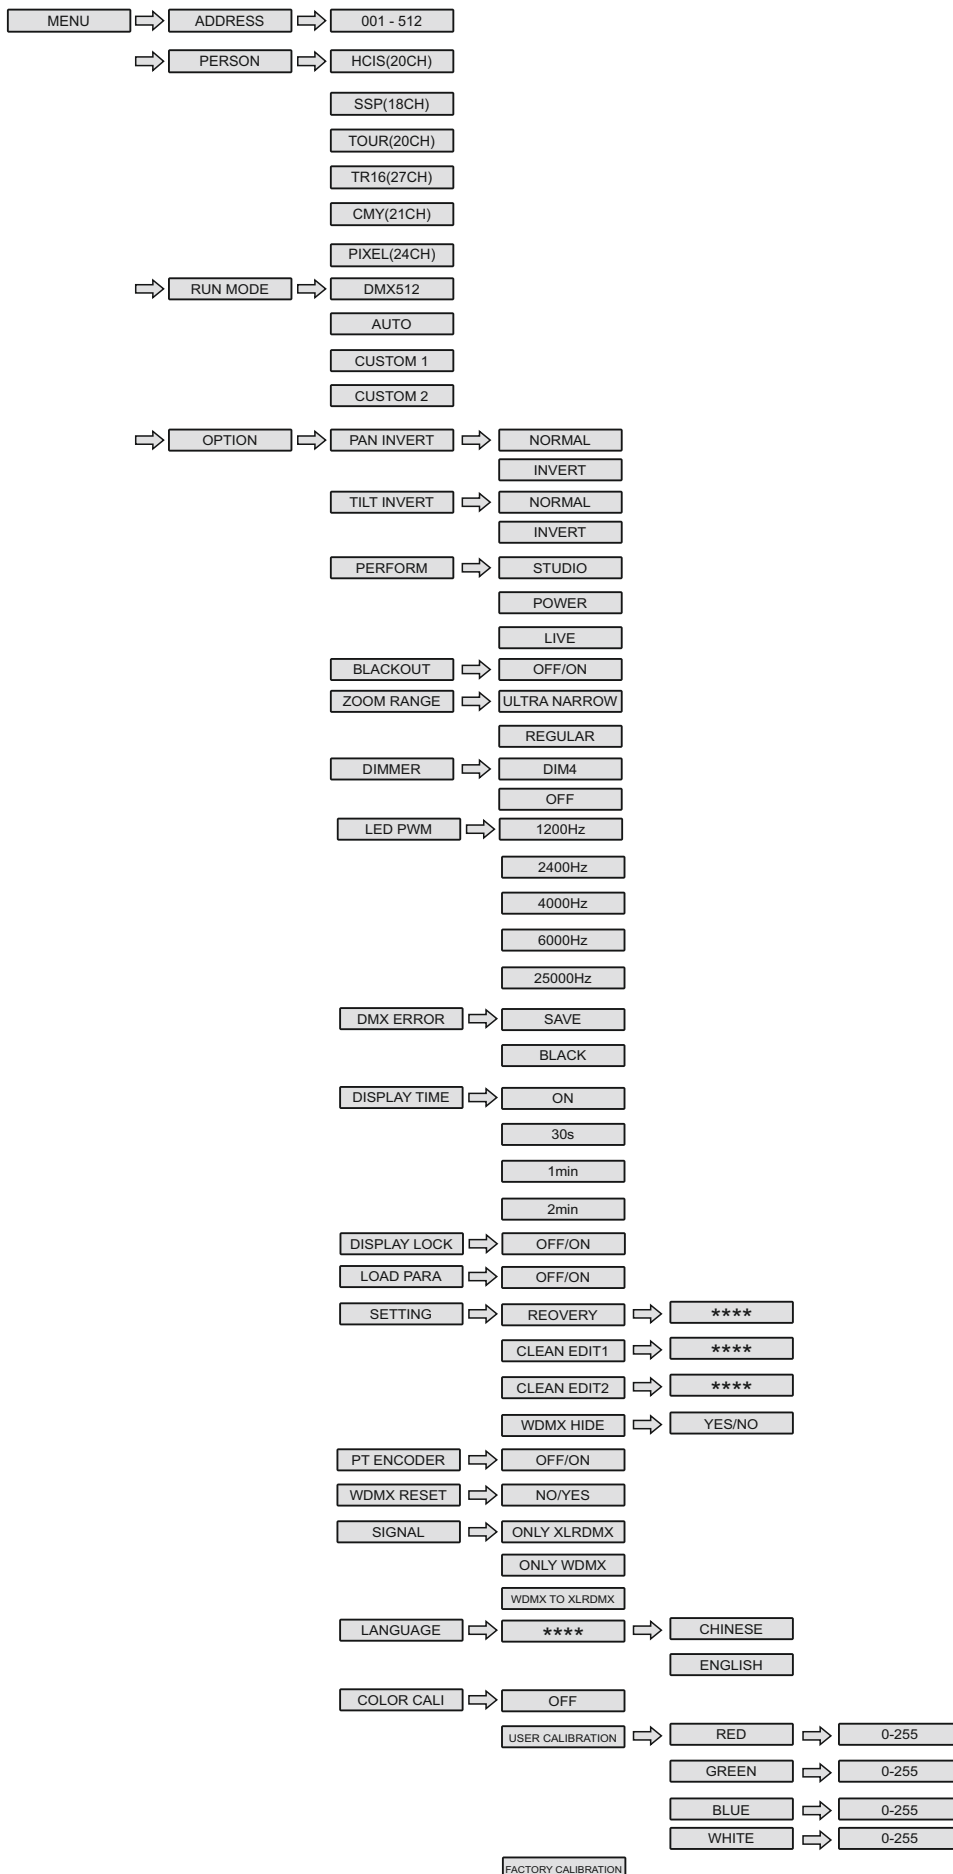 MENU ADDRESS 001 - 512
PERSON HCIS(20CH)
SSP(18CH)
TOUR(20CH)
TR16(27CH)
CMY(21CH)
PIXEL(24CH)
RUN MODE DMX512
AUTO
CUSTOM 1
CUSTOM 2
OPTION PAN INVERT NORMAL
INVERT
TILT INVERT NORMAL
INVERT
PERFORM STUDIO
POWER
LIVE
BLACKOUT OFF/ON
ZOOM RANGE ULTRA NARROW
REGULAR
DIMMER DIM4
OFF
LED PWM 1200Hz
2400Hz
4000Hz
6000Hz
25000Hz
DMX ERROR SAVE
BLACK
DISPLAY TIME ON
30s
1min
2min
DISPLAY LOCK OFF/ON
LOAD PARA OFF/ON
SETTING REOVERY ****
CLEAN EDIT1 ****
CLEAN EDIT2 ****
WDMX HIDE YES/NO
PT ENCODER OFF/ON
WDMX RESET NO/YES
SIGNAL ONLY XLRDMX
ONLY WDMX
WDMX TO XLRDMX
LANGUAGE **** CHINESE
ENGLISH
COLOR CALI OFF
USER CALIBRATION RED 0-255
GREEN 0-255
BLUE 0-255
WHITE 0-255
FACTORY CALIBRATION